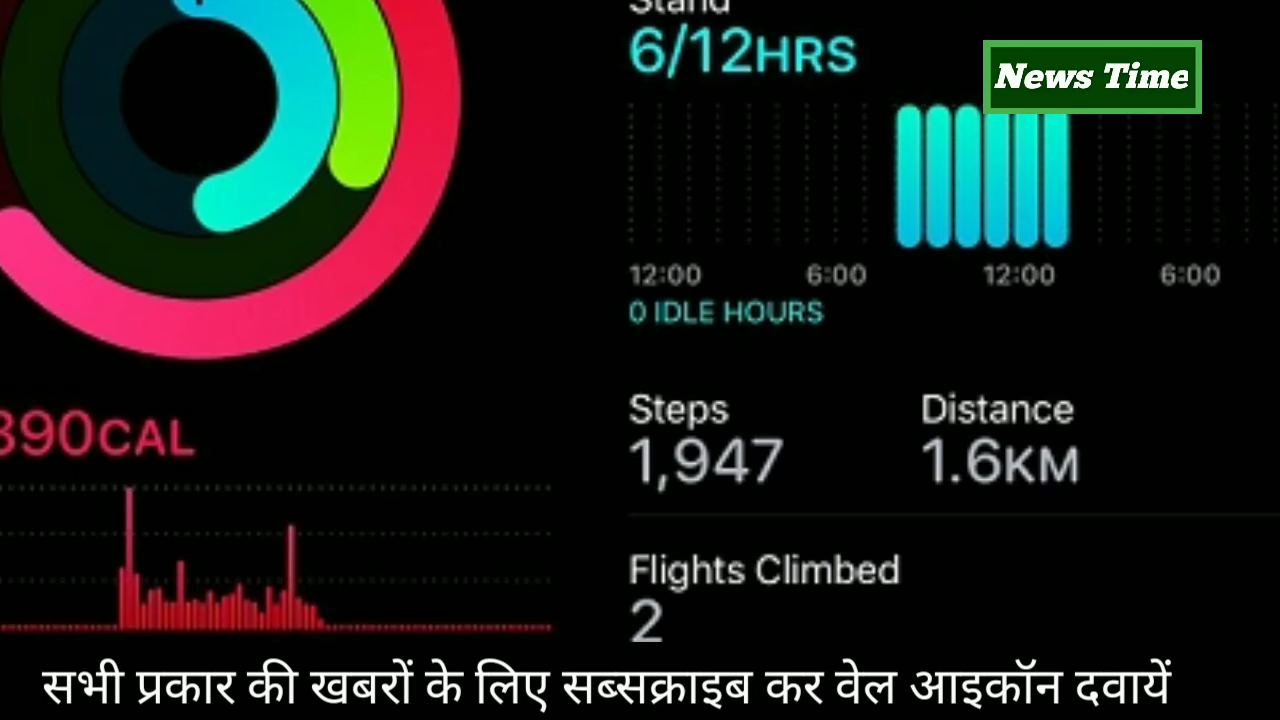 Stand
6/12HRS
News Time
12:00 6:00 12:00 6:00
0 IDLE HOURS
Steps Distance
1,947 1.6KM
390CAL
Flights Climbed
2
सभी प्रकार की खबरों के लिए सब्सक्राइब कर वेल आइकॉन दवायें